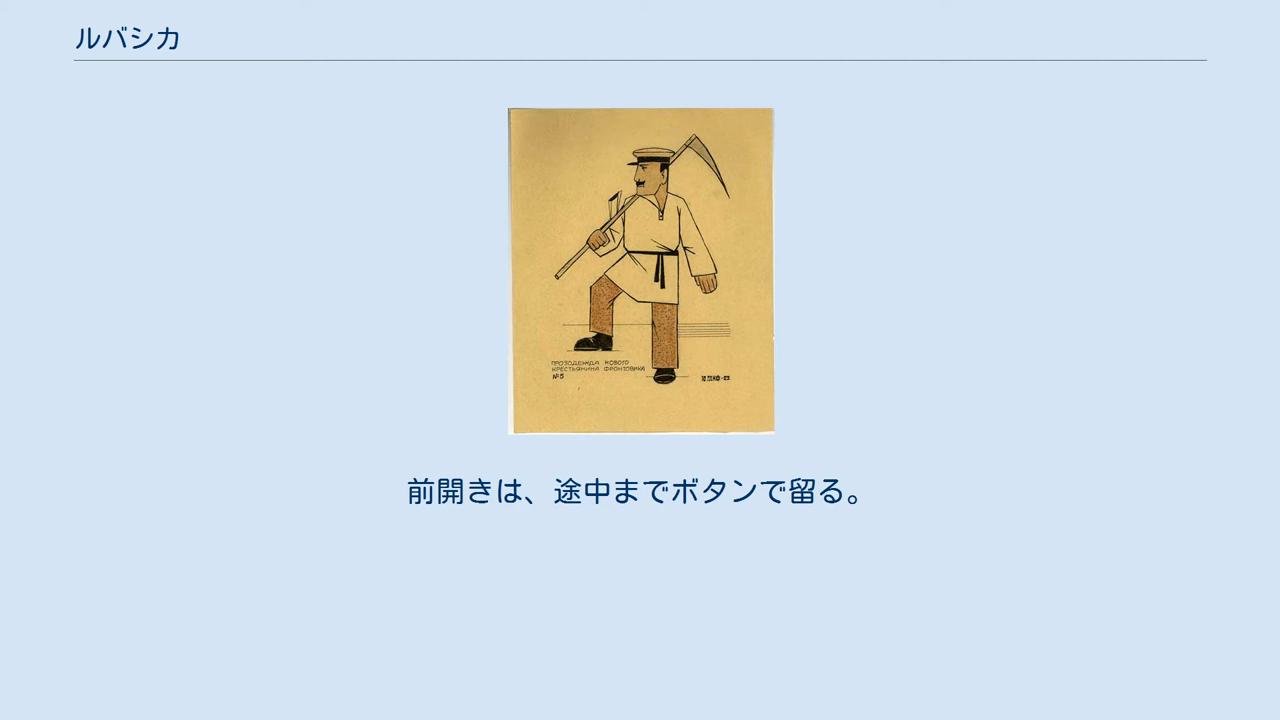 ルバシカ
ПРОЗОДЕЖДА НОВОГО
КРЕСТЬЯНИНА ФРОНТОВИКА
№5
前開きは、途中までボタンで留る。